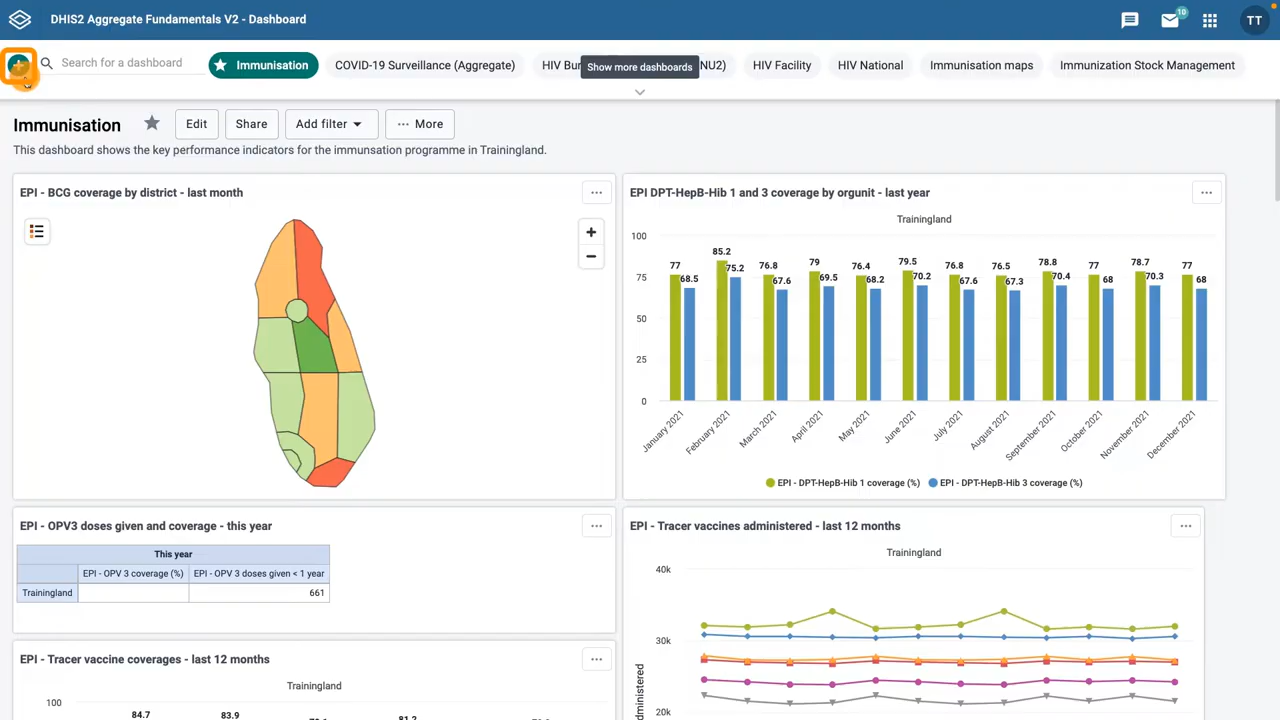 DHIS2 Aggregate Fundamentals V2 - Dashboard
10
TT
Search for a dashboard
Immunisation
COVID-19 Surveillance (Aggregate)
HIV Bur
Show more dashboards
NU2)
HIV Facility
HIV National
Immunisation maps
Immunization Stock Management
Immunisation
Edit
Share
Add filter
More
This dashboard shows the key performance indicators for the immunsation programme in Trainingland.
EPI - BCG coverage by district - last month
EPI DPT-HepB-Hib 1 and 3 coverage by orgunit - last year
Trainingland
100
75
50
25
0
77 68.5 85.2 75.2 76.8 67.6 79 69.5 76.4 68.2 79.5 70.2 76.8 67.6 76.5 67.3 78.8 70.4 77 68 78.7 70.3 77 68
January 2021 February 2021 March 2021 April 2021 May 2021 June 2021 July 2021 August 2021 September 2021 October 2021 November 2021 December 2021
EPI - DPT-HepB-Hib 1 coverage (%) EPI - DPT-HepB-Hib 3 coverage (%)
EPI - OPV3 doses given and coverage - this year
This year
EPI - OPV 3 coverage (%) EPI - OPV 3 doses given < 1 year
Trainingland 661
EPI - Tracer vaccines administered - last 12 months
Trainingland
40k
30k
20k
EPI - Tracer vaccine coverages - last 12 months
Trainingland
100
84.7 83.9